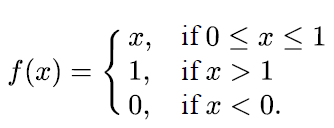 f(x) = { x, if 0 ≤ x ≤ 1
1, if x > 1
0, if x < 0.